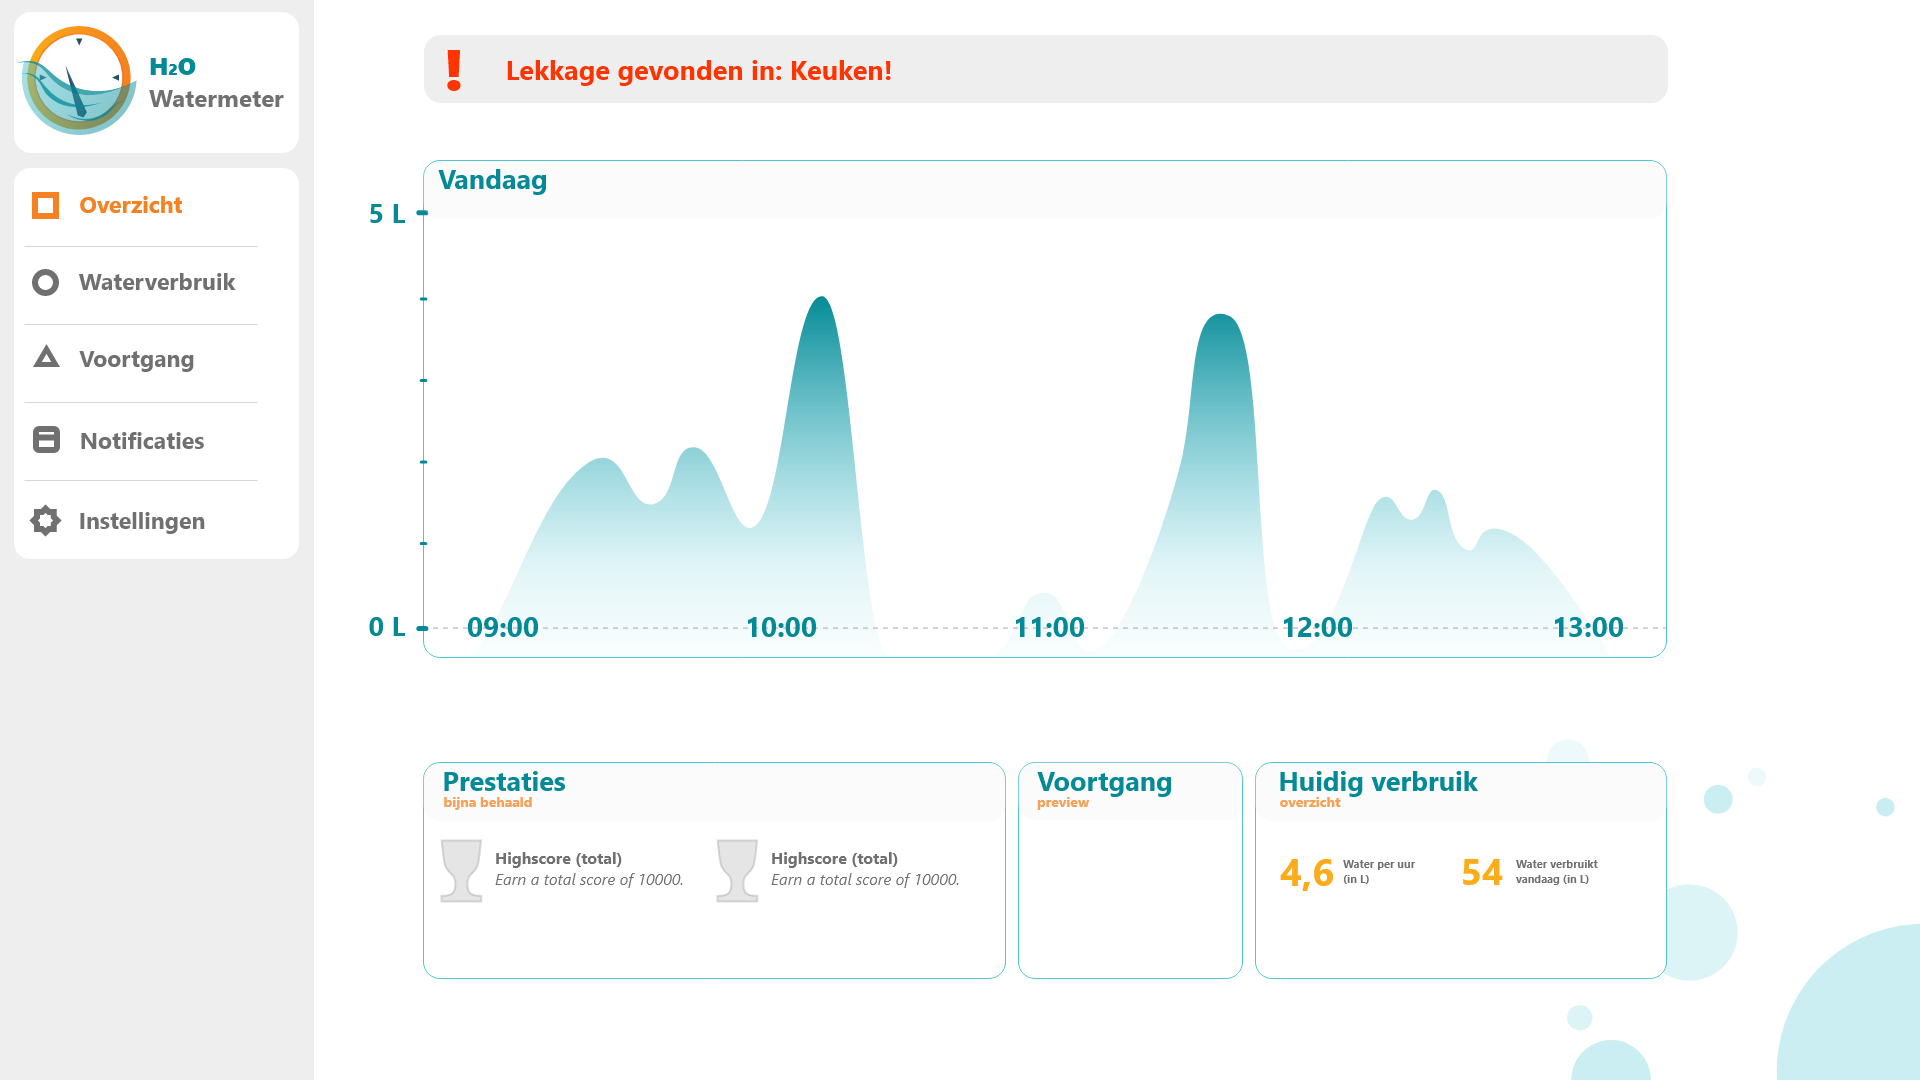 H2O
Watermeter
Overzicht
Waterverbruik
Voortgang
Notificaties
Instellingen
Lekkage gevonden in: Keuken!
Vandaag
5 L
0 L
09:00 10:00 11:00 12:00 13:00
Prestaties
bijna behaald
Highscore (total)
Earn a total score of 10000.
Highscore (total)
Earn a total score of 10000.
Voortgang
preview
Huidig verbruik
overzicht
4,6 Water per uur
(in L)
54 Water verbruikt
vandaag (in L)